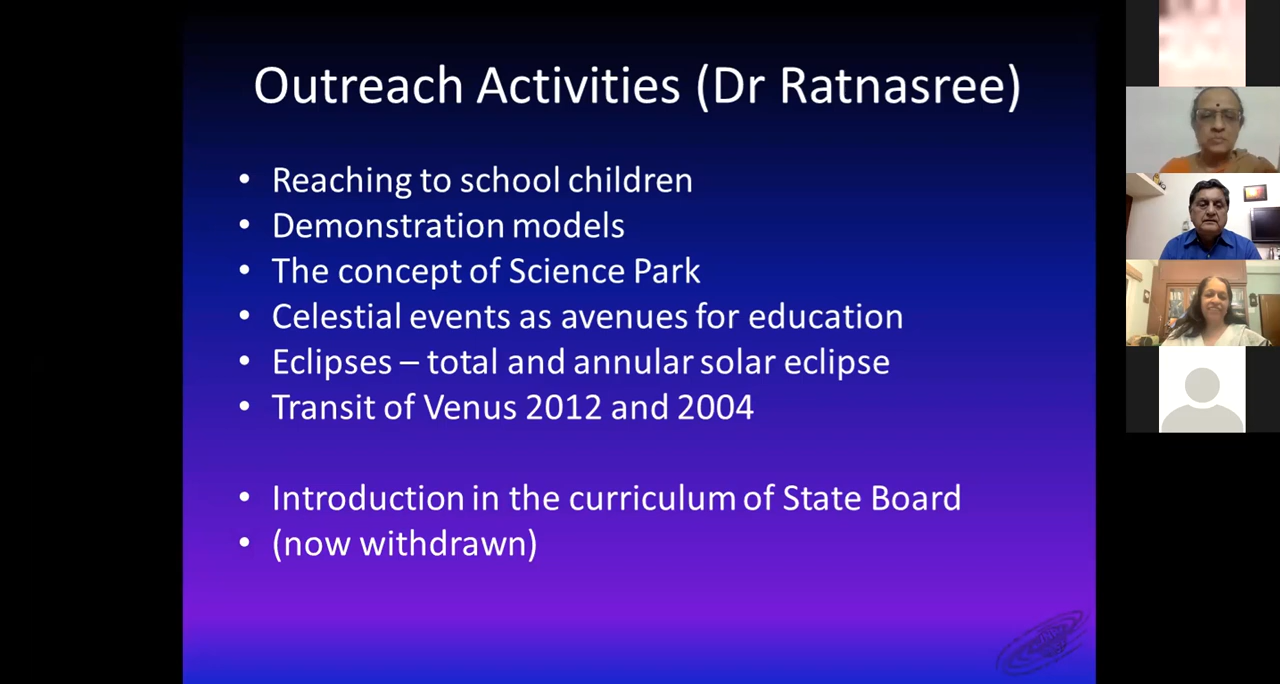 Outreach Activities (Dr Ratnasree)
• Reaching to school children
• Demonstration models
• The concept of Science Park
• Celestial events as avenues for education
• Eclipses – total and annular solar eclipse
• Transit of Venus 2012 and 2004
• Introduction in the curriculum of State Board
• (now withdrawn)